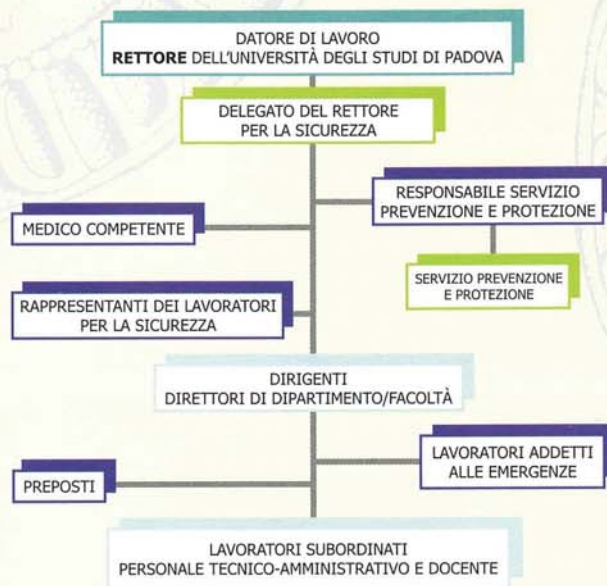 DATORE DI LAVORO
RETTORE DELL'UNIVERSITÀ DEGLI STUDI DI PADOVA
DELEGATO DEL RETTORE
PER LA SICUREZZA
RESPONSABILE SERVIZIO
PREVENZIONE E PROTEZIONE
MEDICO COMPETENTE
SERVIZIO PREVENZIONE
E PROTEZIONE
RAPPRESENTANTI DEI LAVORATORI
PER LA SICUREZZA
DIRIGENTI
DIRETTORI DI DIPARTIMENTO/FACOLTÀ
LAVORATORI ADDETTI
ALLE EMERGENZE
PREPOSTI
LAVORATORI SUBORDINATI
PERSONALE TECNICO-AMMINISTRATIVO E DOCENTE